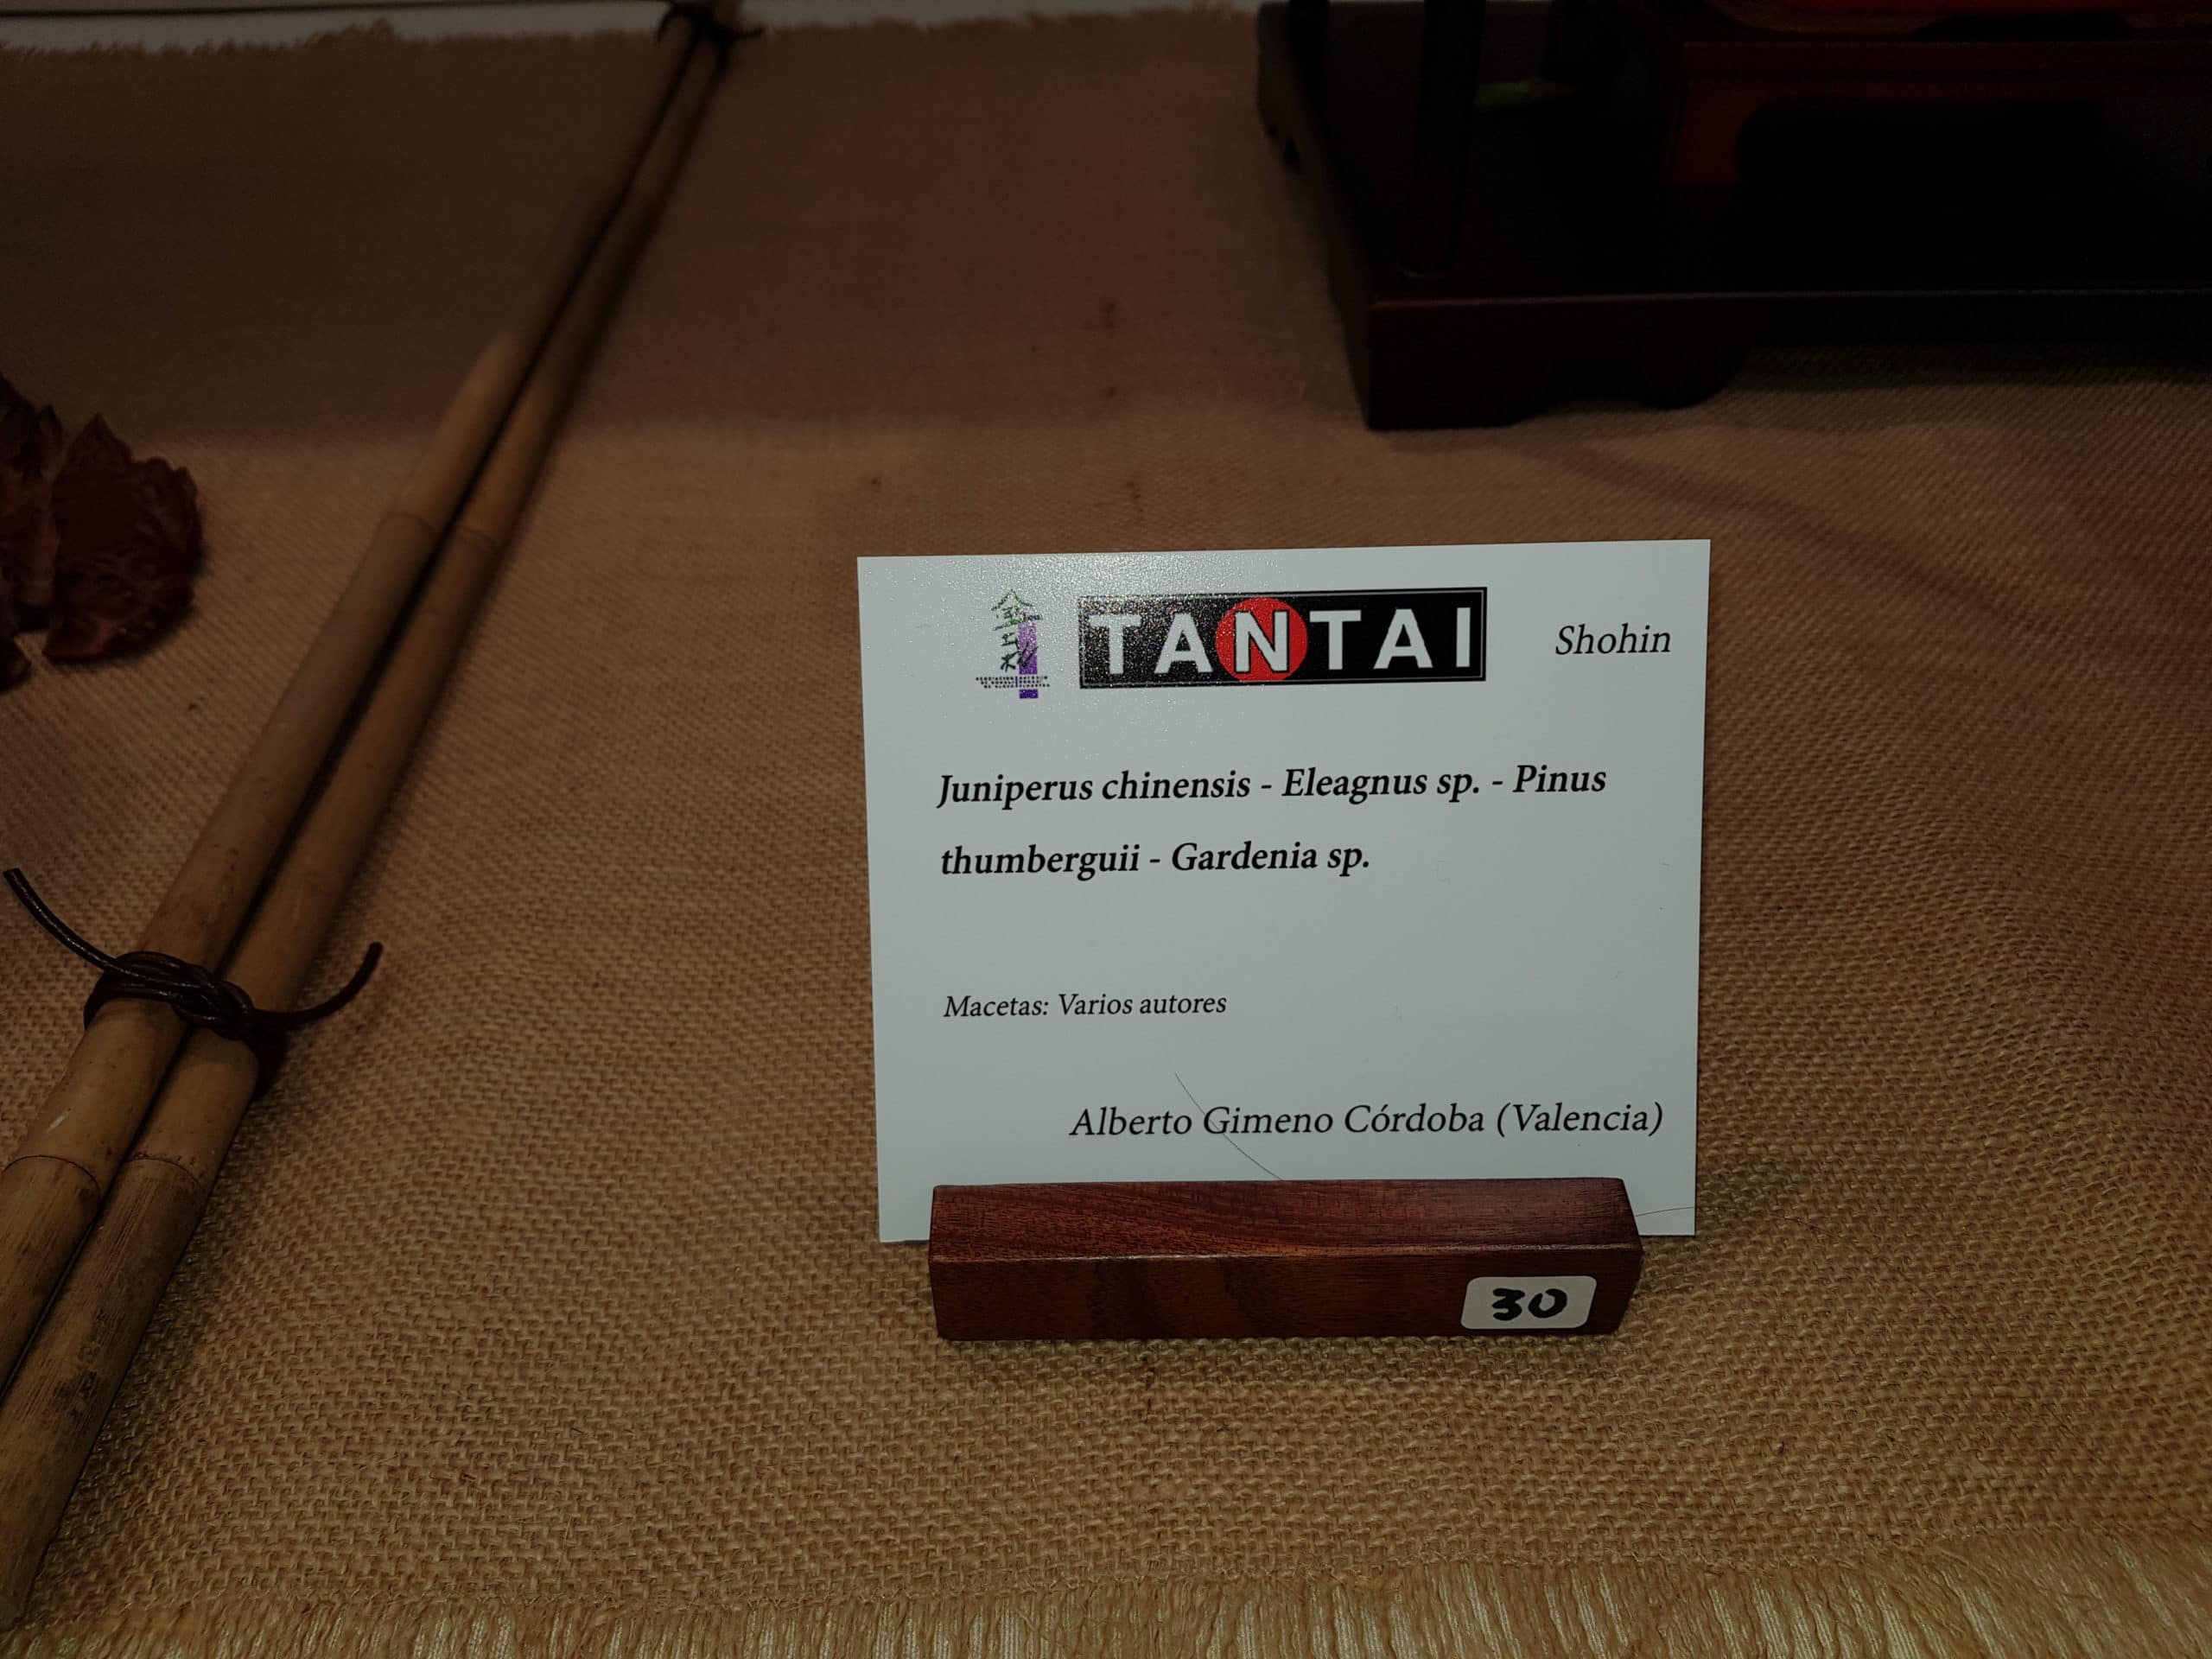 TANTAI
Shohin
Juniperus chinensis - Eleagnus sp. - Pinus
thumberguii - Gardenia sp.
Macetas: Varios autores
Alberto Gimeno Córdoba (Valencia)
30